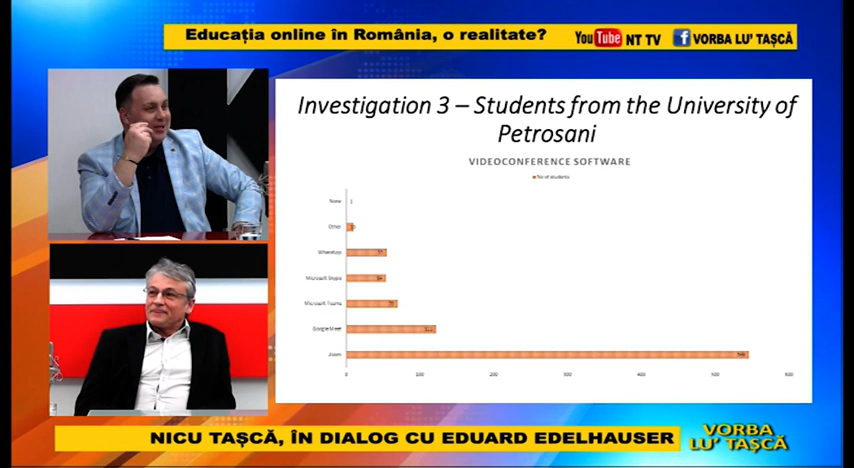 Educația online în România, o realitate?
YouTube NT TV f VORBA LU' TAȘCĂ
Investigation 3 – Students from the University of
Petrosani
VIDEOCONFERENCE SOFTWARE
No of students
None 1
Other
WhatsApp
Microsoft Skype
Microsoft Teams
Google Meet
Zoom
0 100 200 300 400 500 600
NICU TAȘCĂ, ÎN DIALOG CU EDUARD EDELHAUSER
VORBA
LU' TAȘCĂ